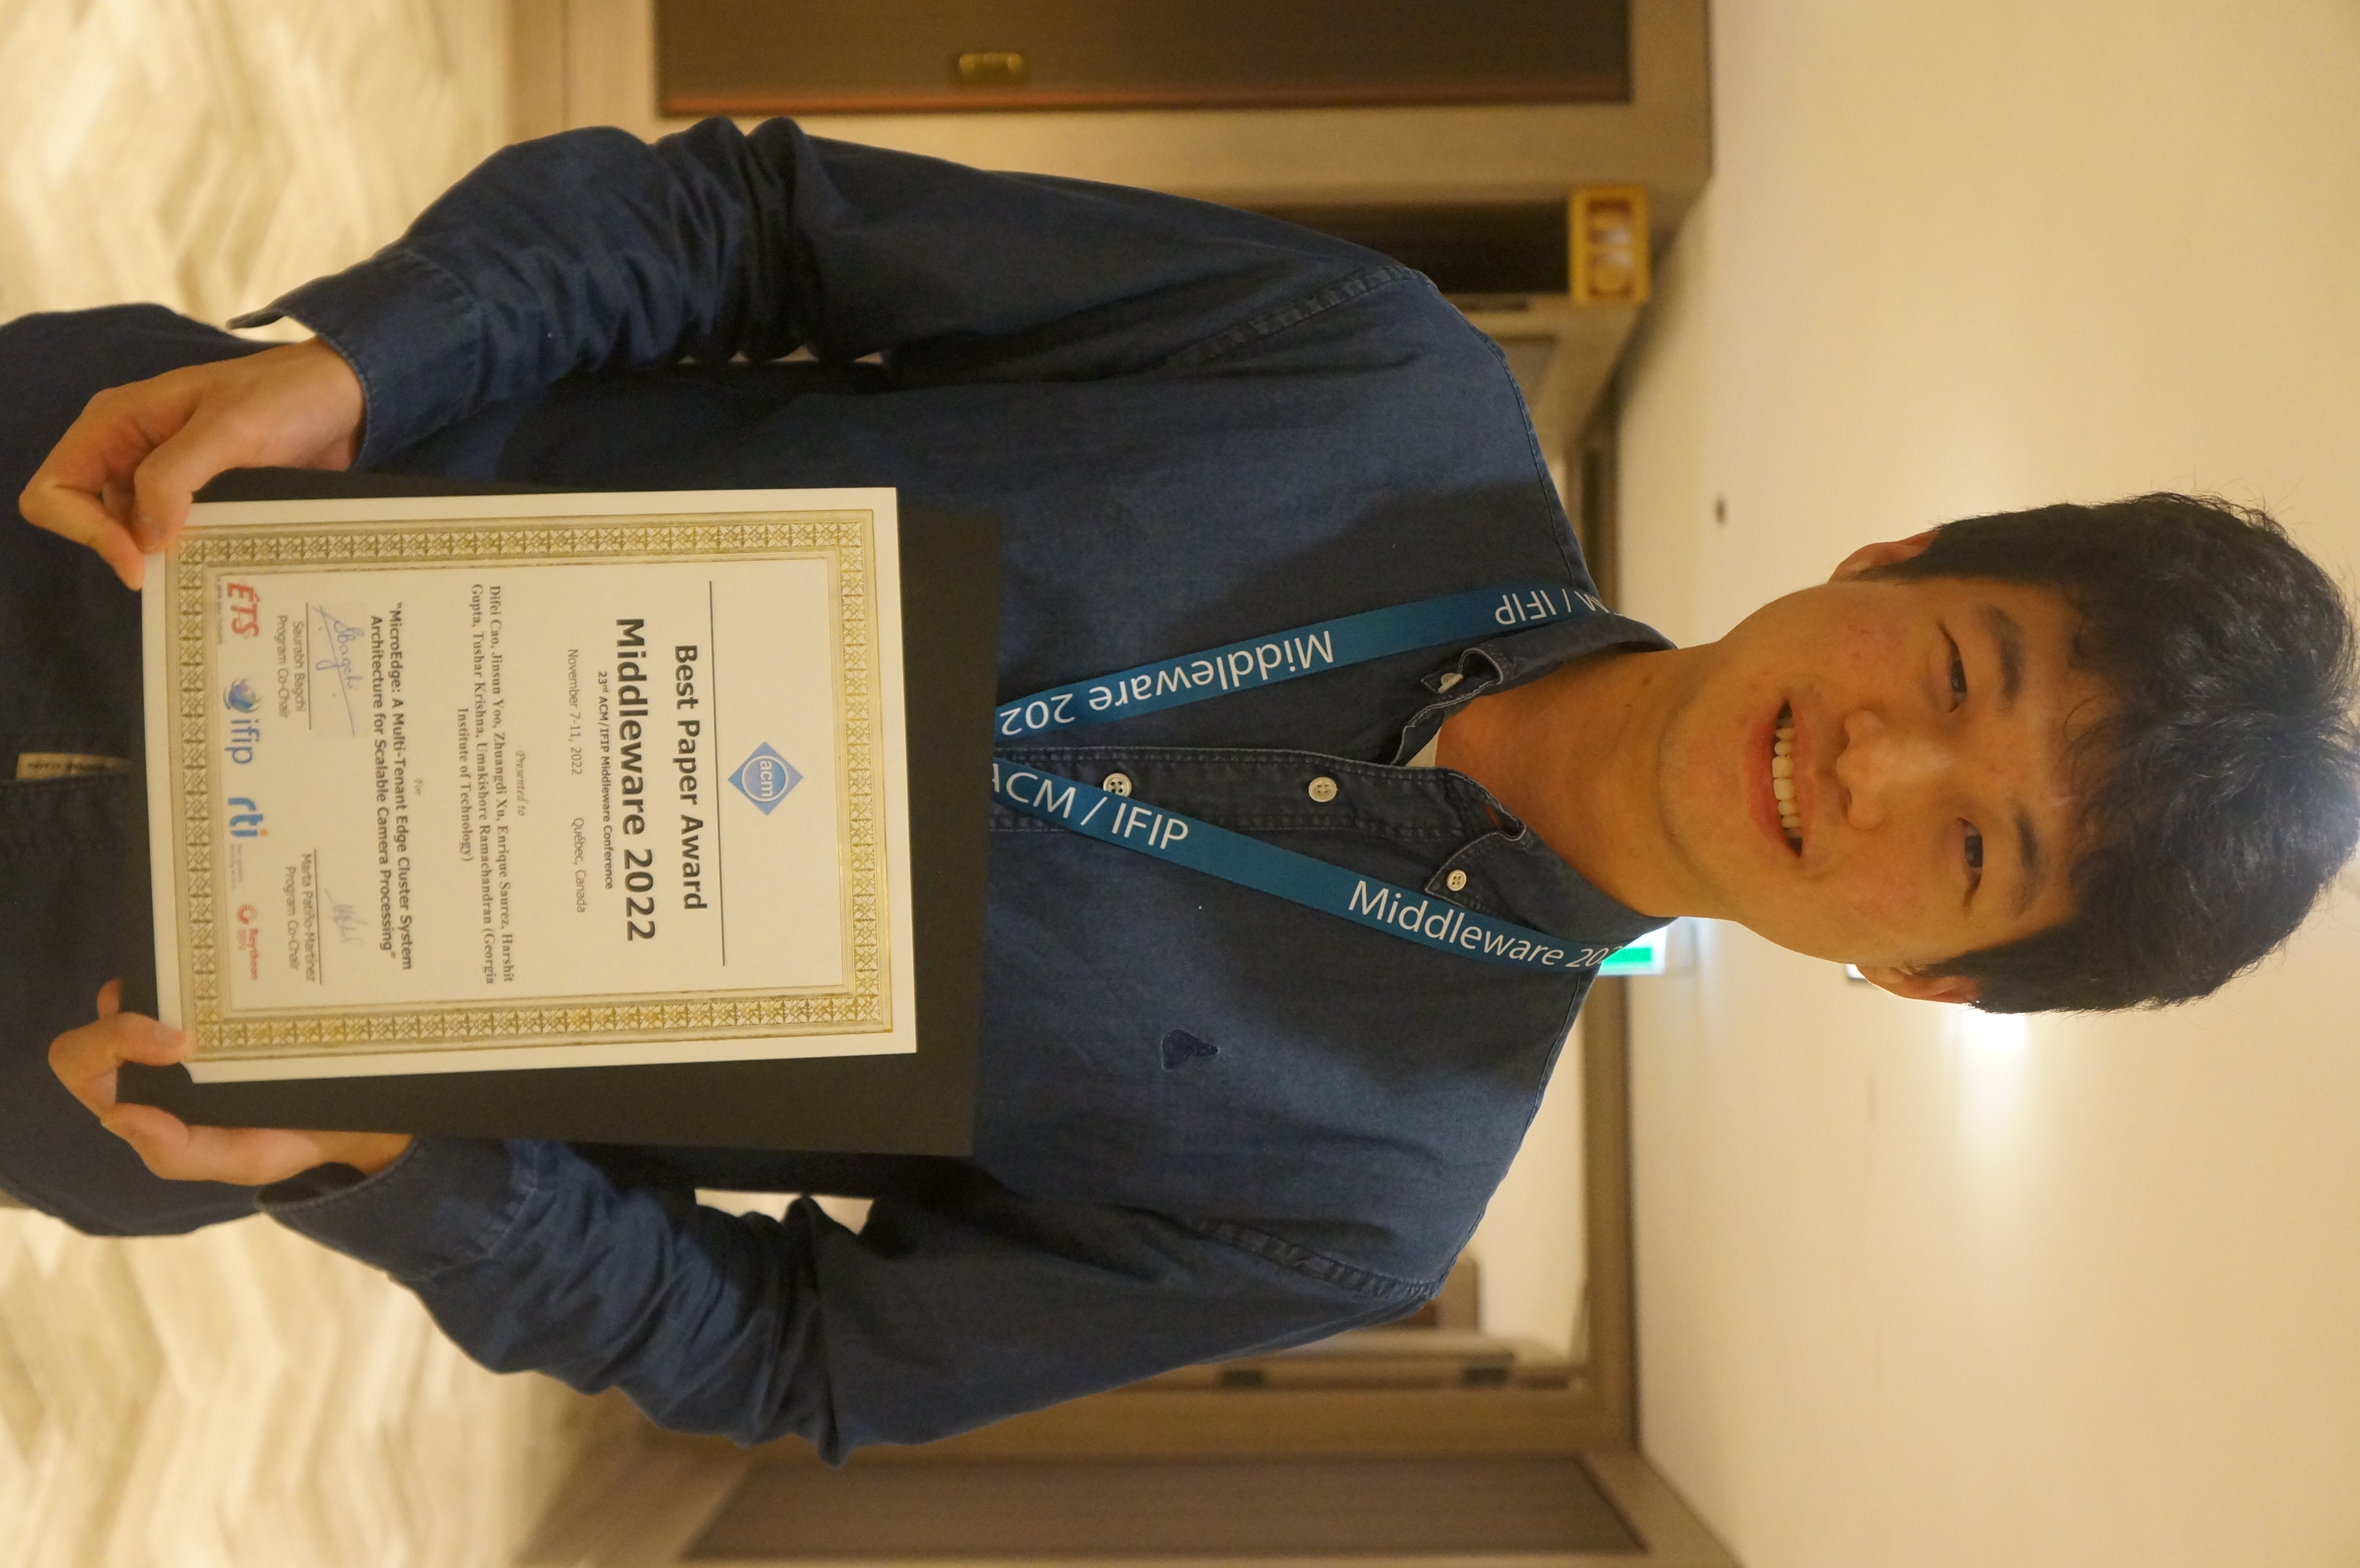 M / IFIP
Middleware 202
Middleware 202
ACM / IFIP
acm
Best Paper Award
Middleware 2022
23rd ACM/IFIP Middleware Conference
November 7-11, 2022 Québec, Canada
Presented to
Difei Cao, Jinsun Yoo, Zhuangdi Xu, Enrique Saurez, Harshit
Gupta, Tushar Krishna, Umakishore Ramachandran (Georgia
Institute of Technology)
For
"MicroEdge: A Multi-Tenant Edge Cluster System
Architecture for Scalable Camera Processing"
SBagchi
Saurabh Bagchi
Program Co-Chair
Marta Patiño-Martínez
Program Co-Chair
ÉTS
ifip
rti
Raytheon
BBN